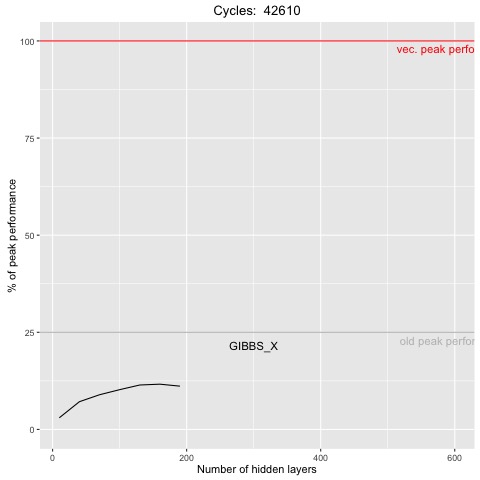 Cycles:  42610
100
vec. peak perfo
75
% of peak performance
50
25
old peak perfor
GIBBS_X
0
0
200
400
600
Number of hidden layers